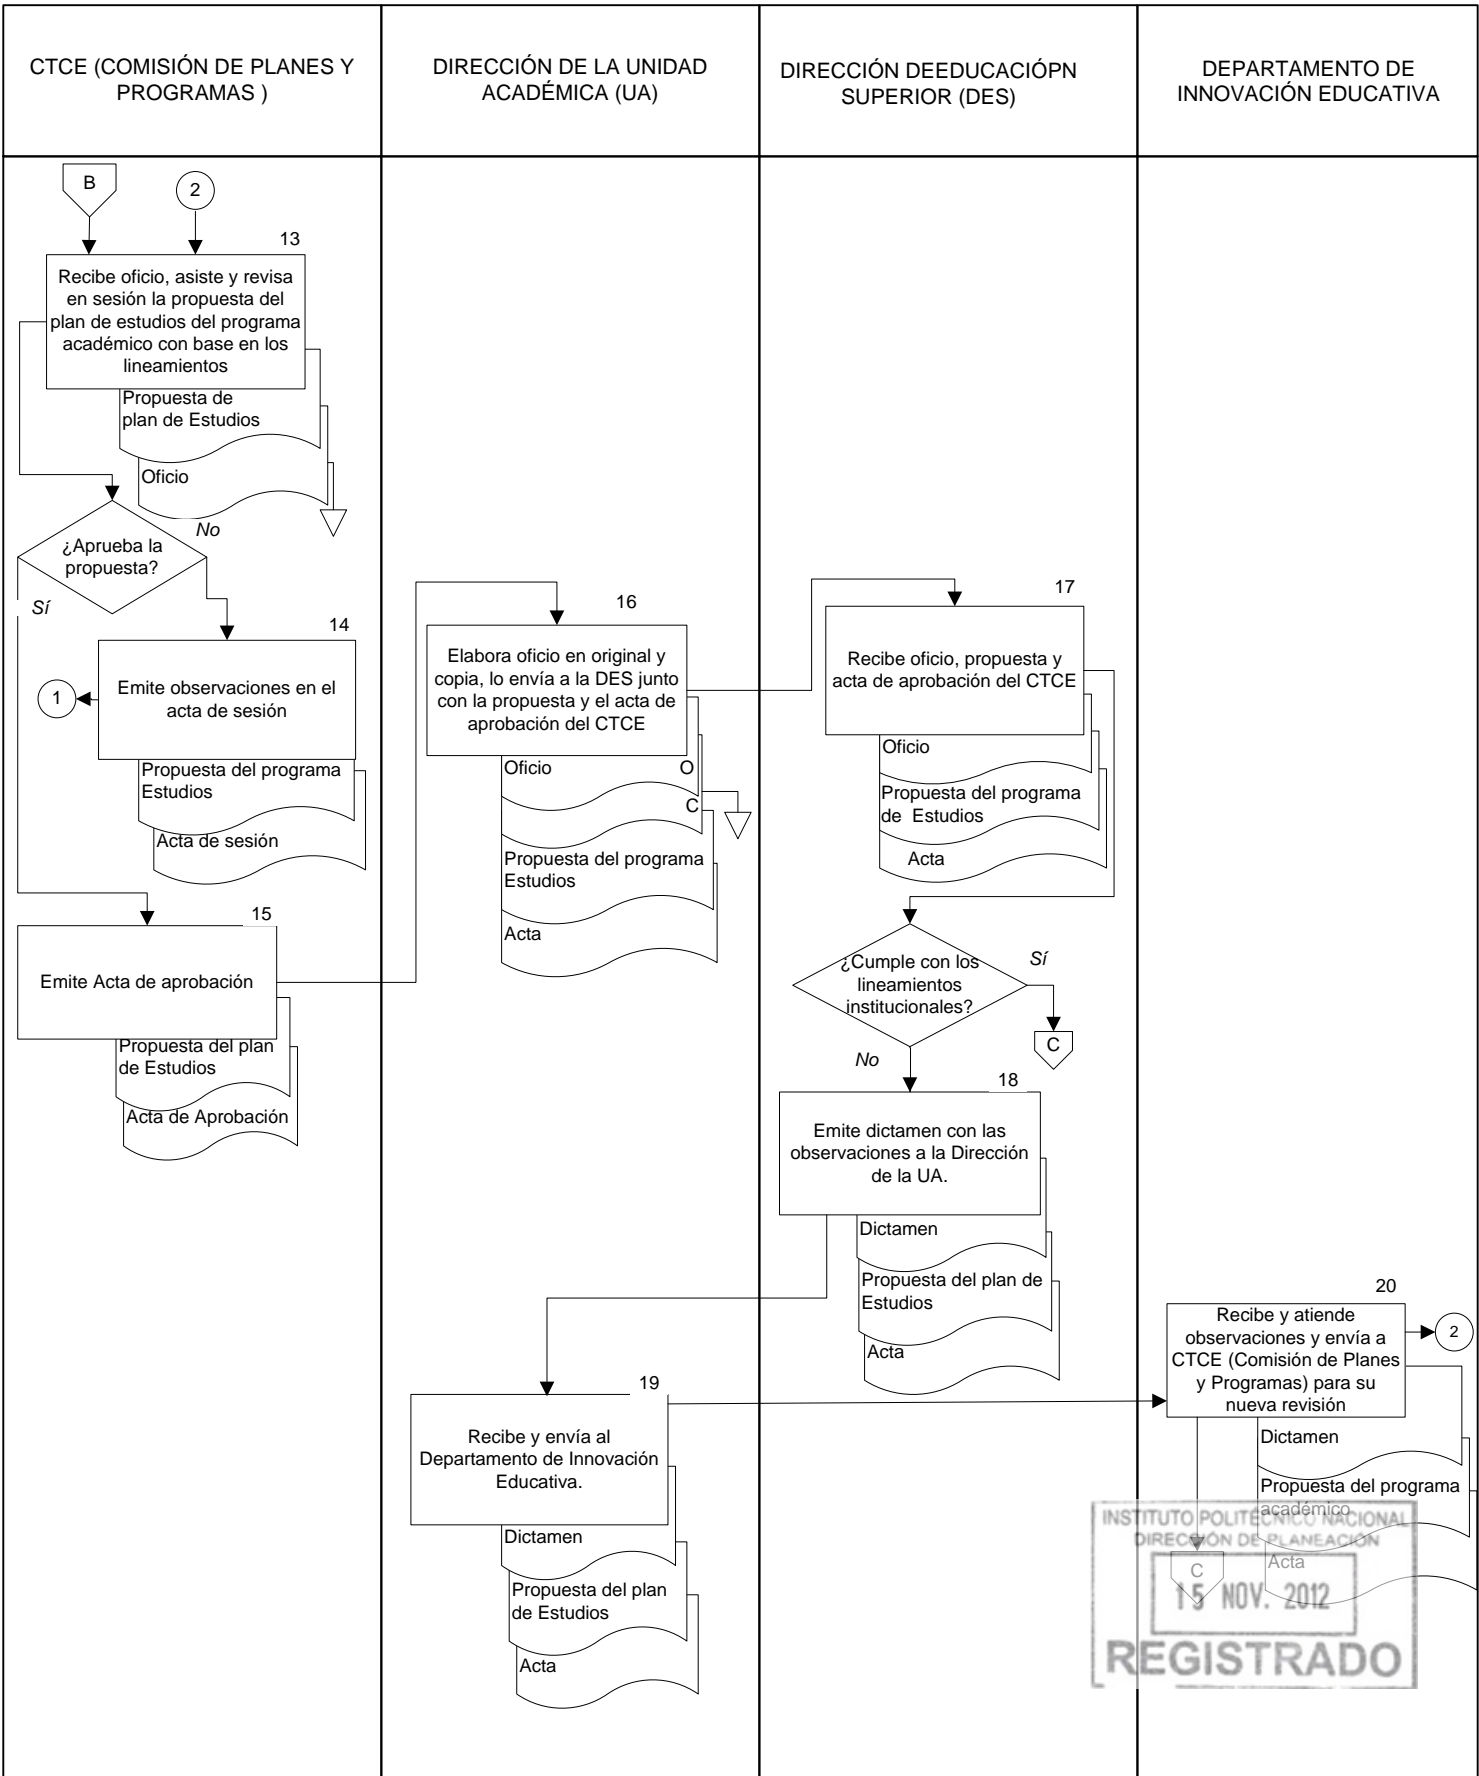 CTCE (COMISIÓN DE PLANES Y
PROGRAMAS )
DIRECCIÓN DE LA UNIDAD
ACADÉMICA (UA)
DIRECCIÓN DEEDUCACIÓPN
SUPERIOR (DES)
DEPARTAMENTO DE
INNOVACIÓN EDUCATIVA
B
2
13
Recibe oficio, asiste y revisa
en sesión la propuesta del
plan de estudios del programa
académico con base en los
lineamientos
Propuesta de
plan de Estudios
Oficio
¿Aprueba la
propuesta?
No
Sí
14
Emite observaciones en el
acta de sesión
1
Propuesta del programa
Estudios
Acta de sesión
15
Emite Acta de aprobación
Propuesta del plan
de Estudios
Acta de Aprobación
16
Elabora oficio en original y
copia, lo envía a la DES junto
con la propuesta y el acta de
aprobación del CTCE
Oficio
O
C
Propuesta del programa
Estudios
Acta
17
Recibe oficio, propuesta y
acta de aprobación del CTCE
Oficio
Propuesta del programa
de Estudios
Acta
¿Cumple con los
lineamientos
institucionales?
Sí
C
No
18
Emite dictamen con las
observaciones a la Dirección
de la UA.
Dictamen
Propuesta del plan de
Estudios
Acta
19
Recibe y envía al
Departamento de Innovación
Educativa.
Dictamen
Propuesta del plan
de Estudios
Acta
20
Recibe y atiende
observaciones y envía a
CTCE (Comisión de Planes
y Programas) para su
nueva revisión
2
Dictamen
Propuesta del programa
académico
Acta
C
INSTITUTO POLITÉCNICO NACIONAL
DIRECCIÓN DE PLANEACIÓN
15 NOV. 2012
REGISTRADO